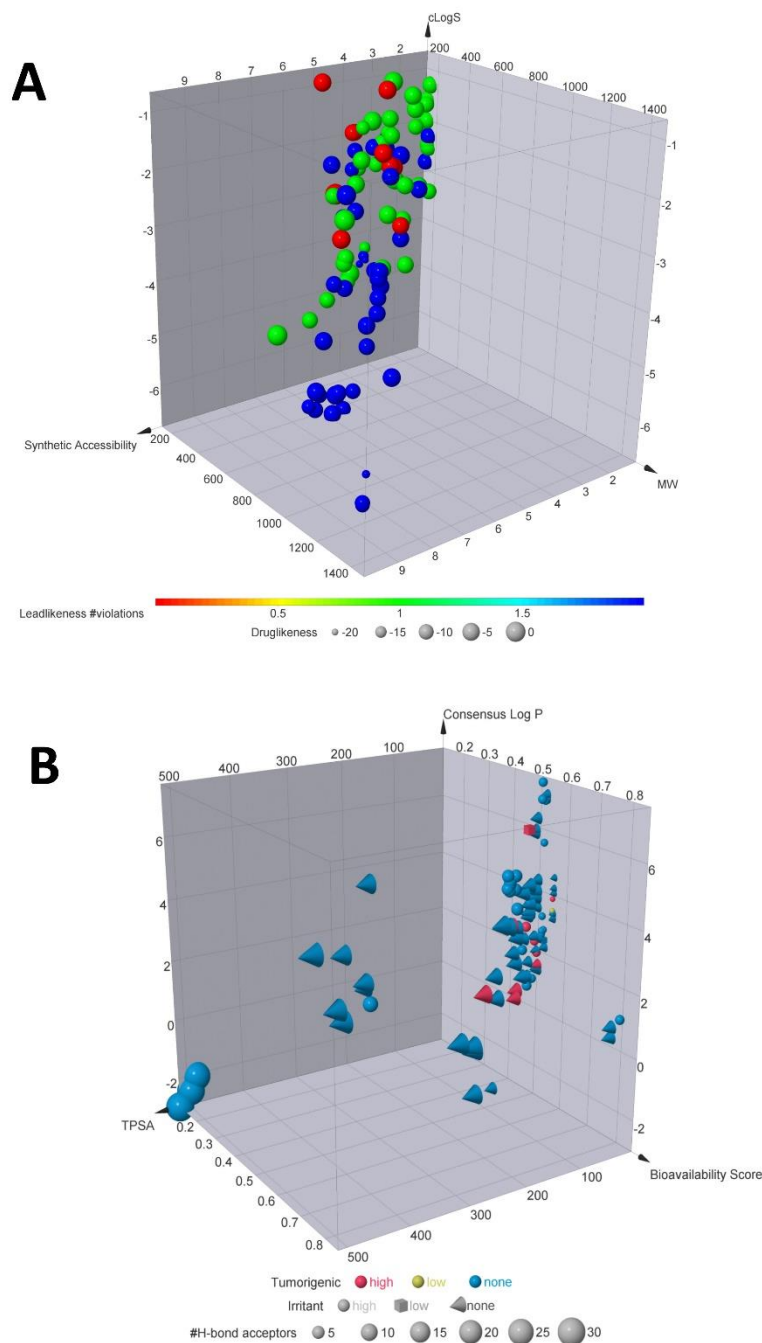 A
cLogS
9 8 7 6 5 4 3 2 200 400 600 800 1000 1200 1400
-1 -1
-2 -2
-3 -3
-4 -4
-5 -5
-6 -6
Synthetic Accessibility
200 400 600 800 1000 1200 1400
9 8 7 6 5 4 3 2
MW
Leadlikeness #violations
0.5 1 1.5
Druglikeness -20 -15 -10 -5 0
B
Consensus Log P
500 400 300 200 100 0.2 0.3 0.4 0.5 0.6 0.7 0.8
6 6
4 4
2 2
0 0
-2 -2
TPSA
0.2 0.3 0.4 0.5 0.6 0.7 0.8
500 400 300 200 100
Bioavailability Score
Tumorigenic high low none
Irritant high low none
#H-bond acceptors 5 10 15 20 25 30